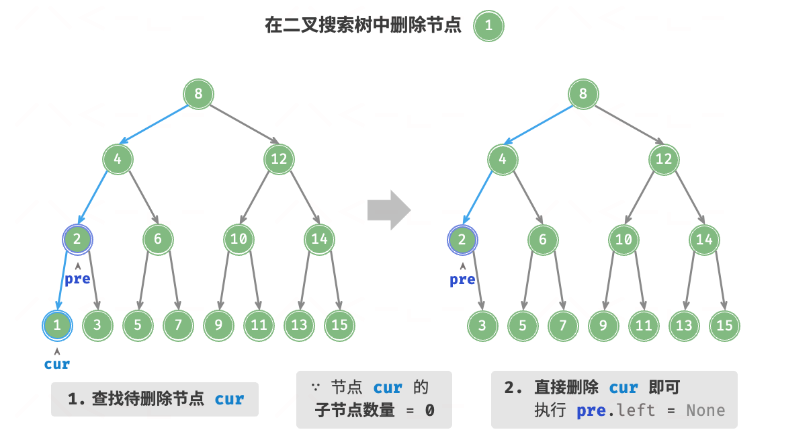 在二叉搜索树中删除节点 1
8
4 12
2 6 10 14
pre
1 3 5 7 9 11 13 15
cur
8
4 12
2 6 10 14
pre
3 5 7 9 11 13 15
1. 查找待删除节点 cur
∵ 节点 cur 的
子节点数量 = 0
2. 直接删除 cur 即可
执行 pre.left = None